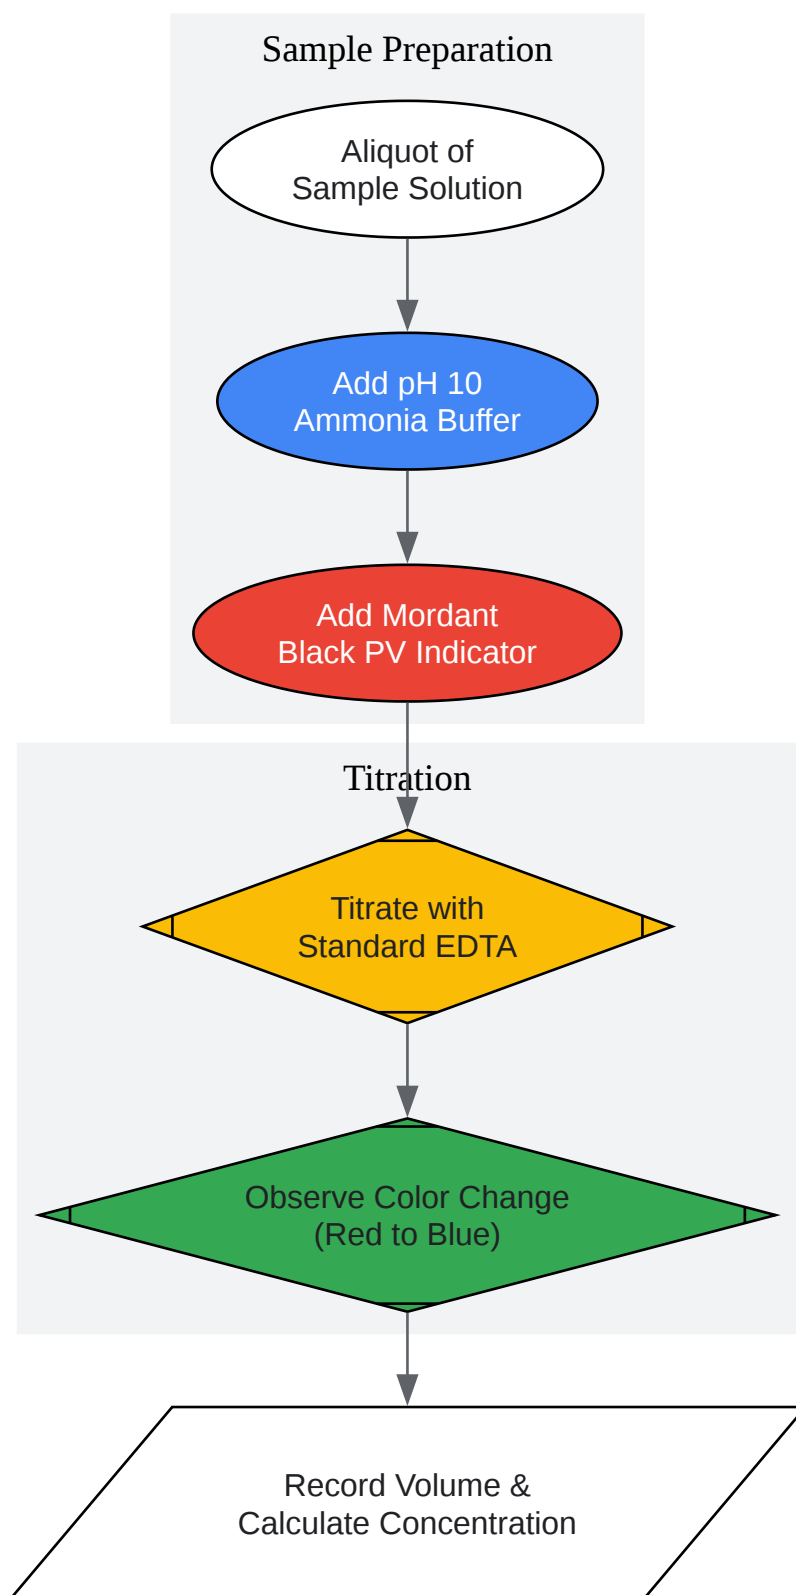 Sample Preparation
Aliquot of
Sample Solution
Add pH 10
Ammonia Buffer
Add Mordant
Black PV Indicator
Titration
Titrate with
Standard EDTA
Observe Color Change
(Red to Blue)
Record Volume &
Calculate Concentration